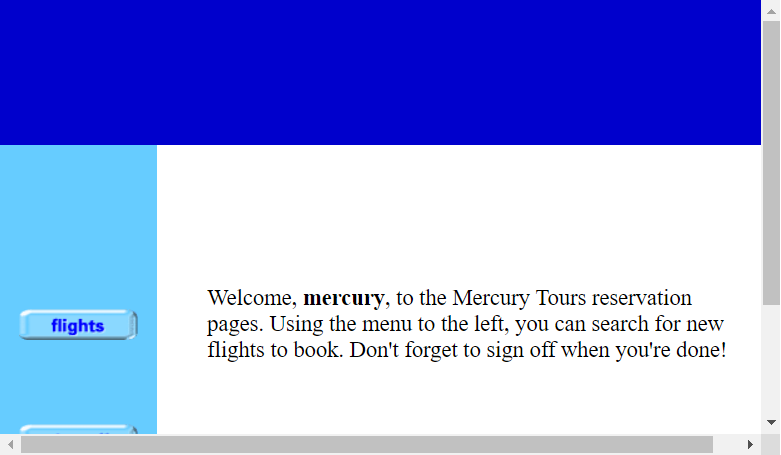 Welcome, mercury, to the Mercury Tours reservation
flights
pages. Using the menu to the left, you can search for new
flights to book. Don't forget to sign off when you're done!